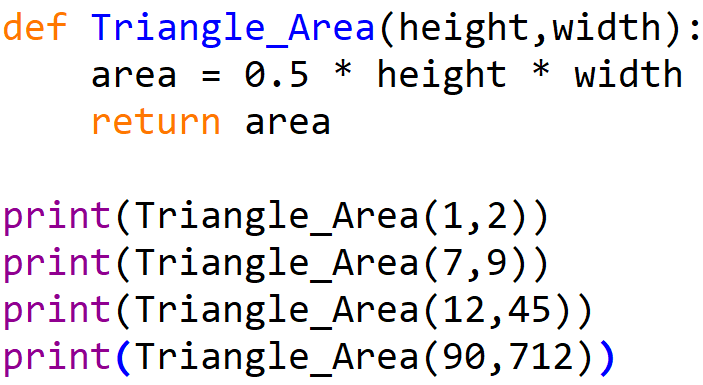 def Triangle_Area(height,width):
    area = 0.5 * height * width
    return area

print(Triangle_Area(1,2))
print(Triangle_Area(7,9))
print(Triangle_Area(12,45))
print(Triangle_Area(90,712))